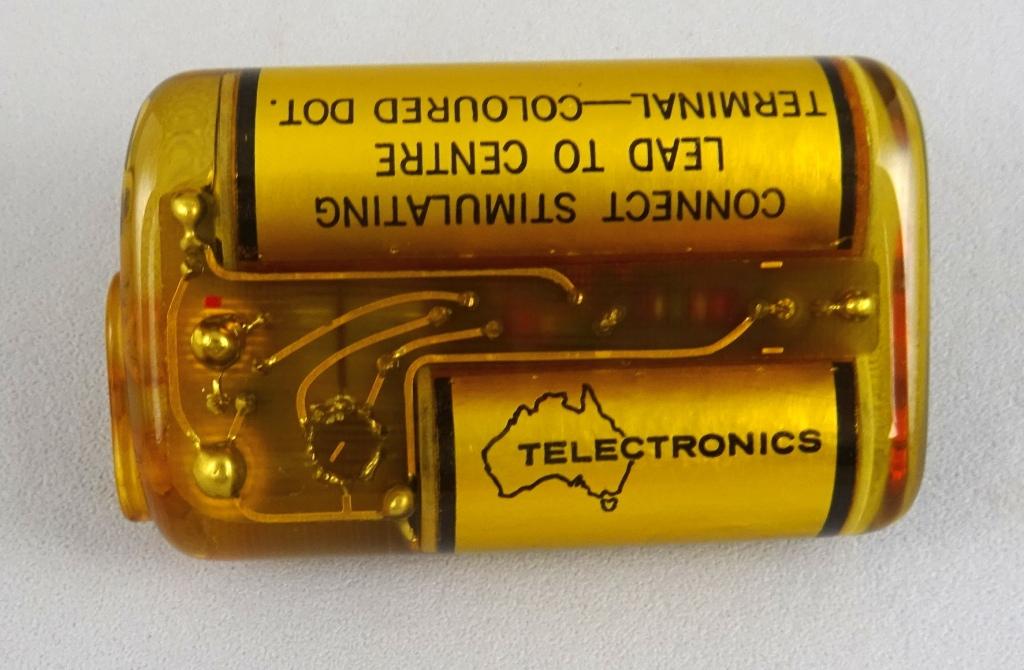 CONNECT STIMULATING
LEAD TO CENTRE
TERMINAL—COLOURED DOT.
TELECTRONICS